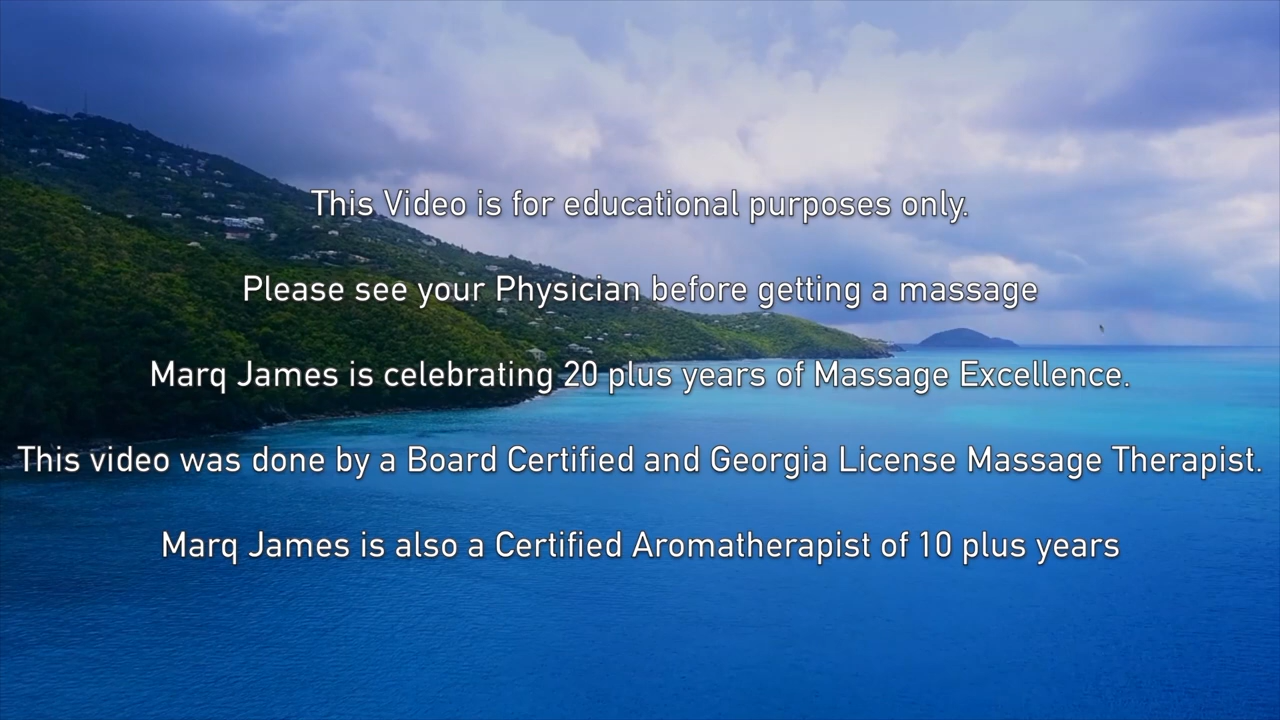 This Video is for educational purposes only.
Please see your Physician before getting a massage
Marq James is celebrating 20 plus years of Massage Excellence.
This video was done by a Board Certified and Georgia License Massage Therapist.
Marq James is also a Certified Aromatherapist of 10 plus years